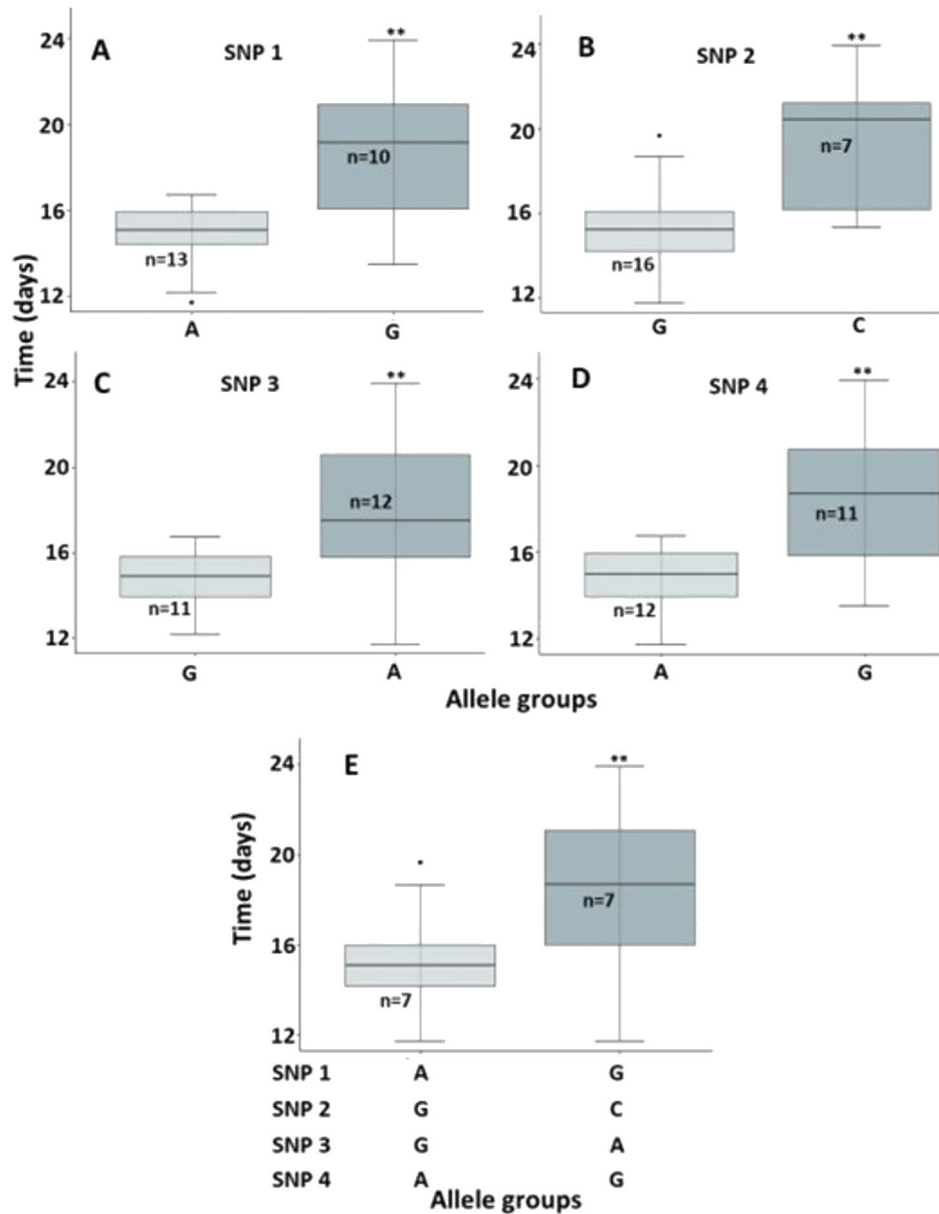 A
SNP 1
**
24
20
16
12
n=13
n=10
A
G
B
SNP 2
**
24
20
16
12
n=16
n=7
G
C
Time (days)
C
SNP 3
**
24
20
16
12
n=11
n=12
G
A
D
SNP 4
**
24
20
16
12
n=12
n=11
A
G
Allele groups
E
**
24
20
16
12
Time (days)
n=7
n=7
SNP 1 A G
SNP 2 G C
SNP 3 G A
SNP 4 A G
Allele groups